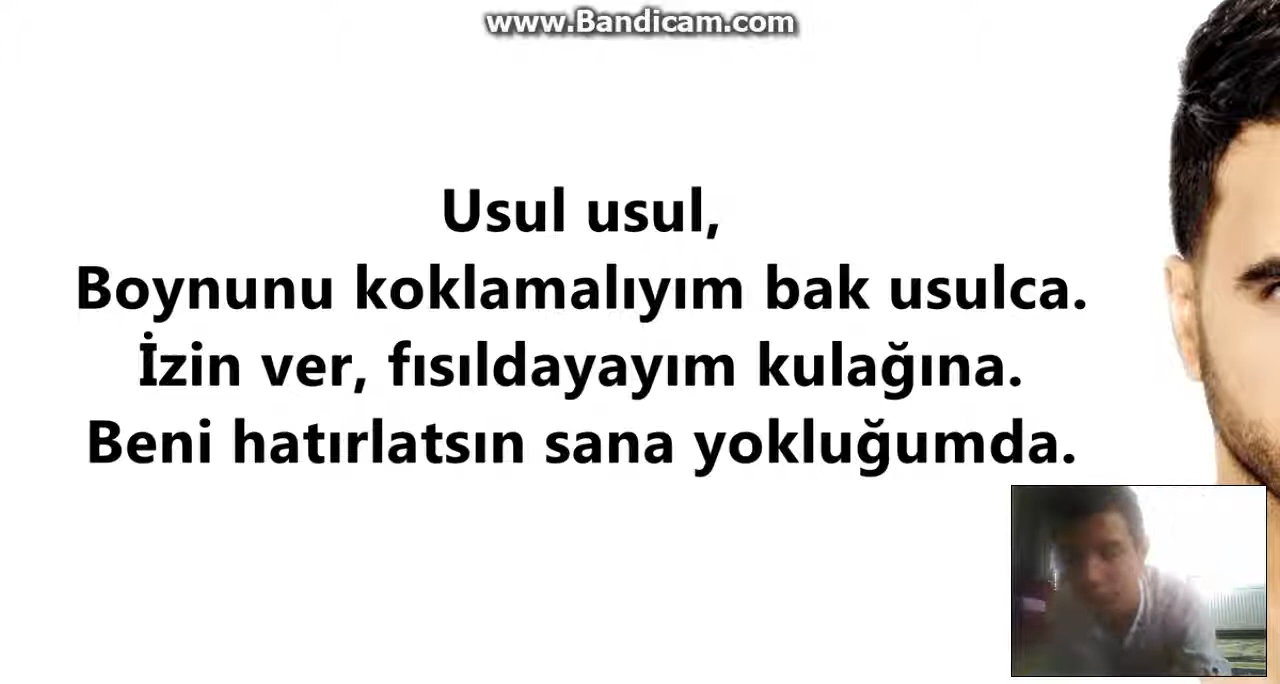 www.Bandicam.com
Usul usul,
Boynunu koklamalıyım bak usulca.
İzin ver, fısıldayayım kulağına.
Beni hatırlatsın sana yokluğumda.